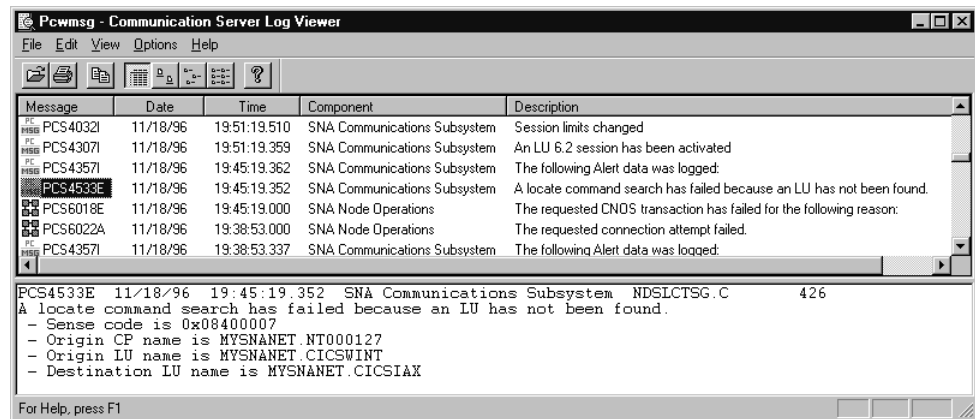 Pcwmsg - Communication Server Log Viewer
File Edit View Options Help
Message Date Time Component Description
PC MSG PCS4032I 11/18/96 19:51:19.510 SNA Communications Subsystem Session limits changed
PC MSG PCS4307I 11/18/96 19:51:19.359 SNA Communications Subsystem An LU 6.2 session has been activated
PC MSG PCS4357I 11/18/96 19:45:19.362 SNA Communications Subsystem The following Alert data was logged:
PCS4533E 11/18/96 19:45:19.352 SNA Communications Subsystem A locate command search has failed because an LU has not been found.
PCS6018E 11/18/96 19:45:19.000 SNA Node Operations The requested CNOS transaction has failed for the following reason:
PCS6022A 11/18/96 19:38:53.000 SNA Node Operations The requested connection attempt failed.
PC MSG PCS4357I 11/18/96 19:38:53.337 SNA Communications Subsystem The following Alert data was logged:
PCS4533E 11/18/96 19:45:19.352 SNA Communications Subsystem NDSLCTSG.C 426
A locate command search has failed because an LU has not been found.
- Sense code is 0x08400007
- Origin CP name is MYSNANET.NT000127
- Origin LU name is MYSNANET.CICSWINT
- Destination LU name is MYSNANET.CICSIAX
For Help, press F1